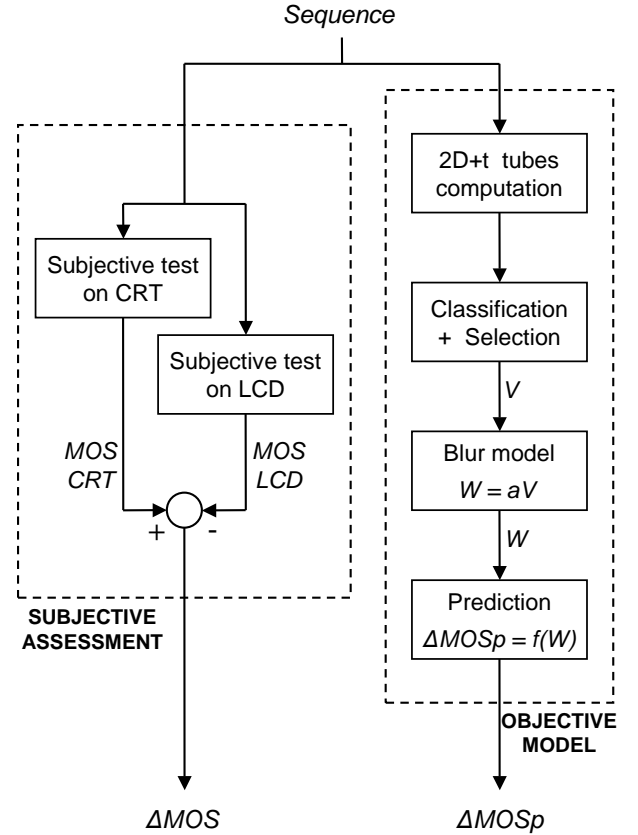 Sequence
Subjective test
on CRT
Subjective test
on LCD
MOS
CRT
MOS
LCD
+
-
SUBJECTIVE
ASSESSMENT
ΔMOS
2D+t tubes
computation
Classification
+ Selection
V
Blur model
W = aV
W
Prediction
ΔMOSp = f(W)
OBJECTIVE
MODEL
ΔMOSp